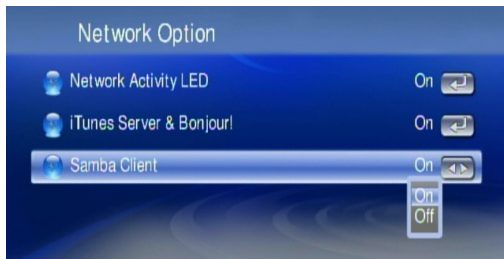 Network Option
Network Activity LED On
iTunes Server & Bonjour! On
Samba Client On
On
Off